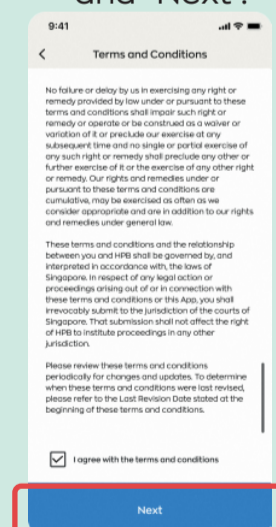 and "Next".
9:41
Terms and Conditions
No failure or delay by us in exercising any right or
remedy provided by law under or pursuant to these
terms and conditions shall impair such right or
remedy or operate or be construed as a waiver or
variation of it or preclude our exercise at any
subsequent time and no single or partial exercise of
any such right or remedy shall preclude any other or
further exercise of it or the exercise of any other right
or remedy. Our rights and remedies under or
pursuant to these terms and conditions are
cumulative, may be exercised as often as we
consider appropriate and are in addition to our rights
and remedies under general law.
These terms and conditions and the relationship
between you and HPB shall be governed by, and
interpreted in accordance with, the laws of
Singapore. In respect of any legal action or
proceedings arising out of or in connection with
these terms and conditions or this App, you shall
irrevocably submit to the jurisdiction of the courts of
Singapore. That submission shall not affect the right
of HPB to institute proceedings in any other
jurisdiction.
Please review these terms and conditions
periodically for changes and updates. To determine
when these terms and conditions were last revised,
please refer to the Last Revision Date stated at the
beginning of these terms and conditions.
I agree with the terms and conditions
Next